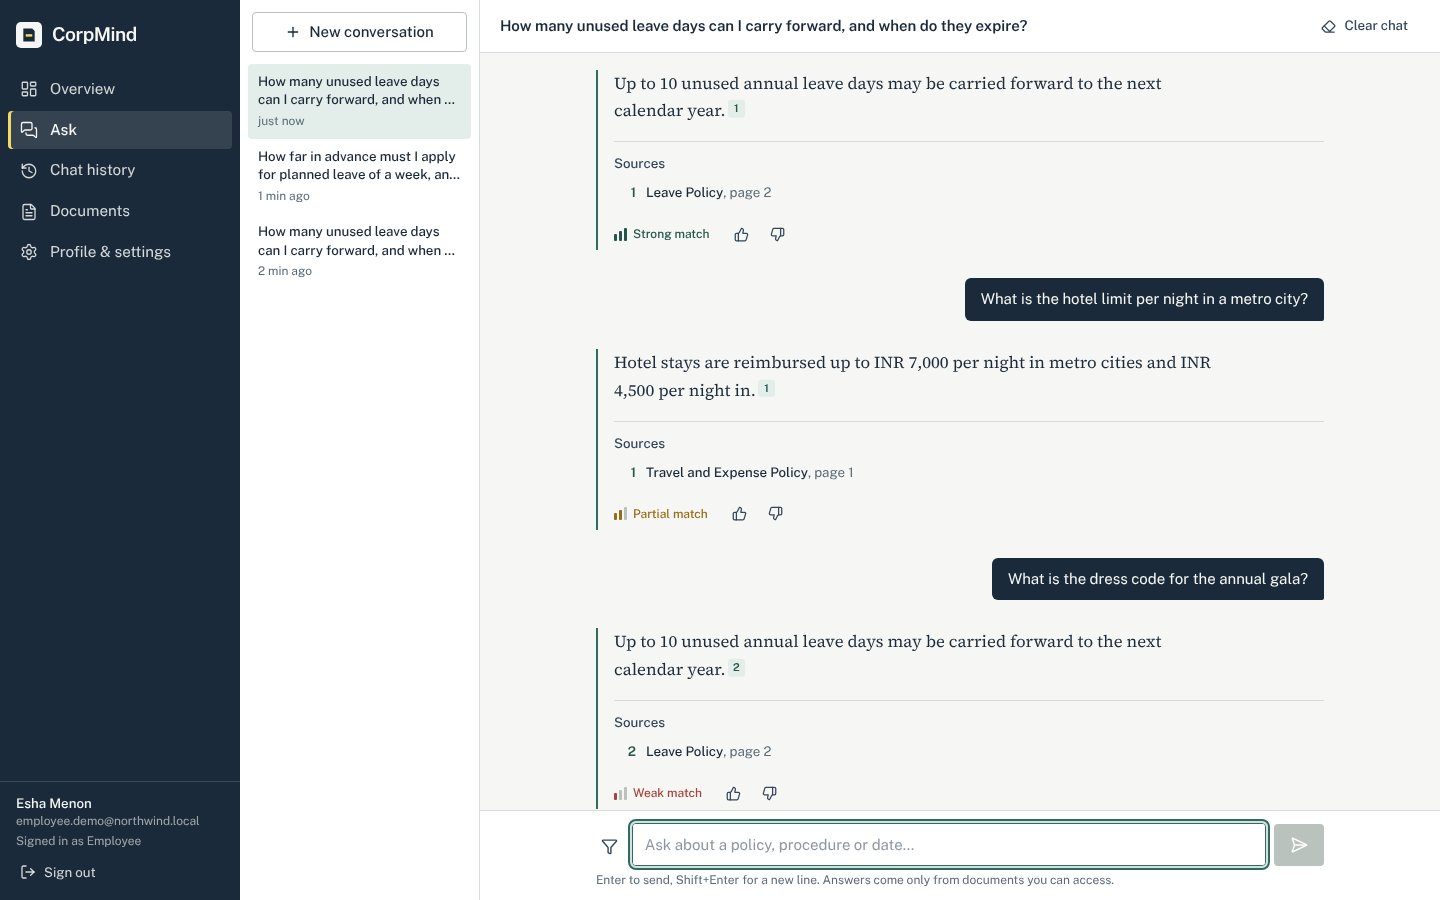 CorpMind
Overview
Ask
Chat history
Documents
Profile & settings
Esha Menon
employee.demo@northwind.local
Signed in as Employee
Sign out
New conversation
How many unused leave days
can I carry forward, and when ...
just now
How far in advance must I apply
for planned leave of a week, an...
1 min ago
How many unused leave days
can I carry forward, and when ...
2 min ago
How many unused leave days can I carry forward, and when do they expire?
Clear chat
Up to 10 unused annual leave days may be carried forward to the next
calendar year. 1
Sources
1 Leave Policy, page 2
Strong match
What is the hotel limit per night in a metro city?
Hotel stays are reimbursed up to INR 7,000 per night in metro cities and INR
4,500 per night in. 1
Sources
1 Travel and Expense Policy, page 1
Partial match
What is the dress code for the annual gala?
Up to 10 unused annual leave days may be carried forward to the next
calendar year. 2
Sources
2 Leave Policy, page 2
Weak match
Ask about a policy, procedure or date...
Enter to send, Shift+Enter for a new line. Answers come only from documents you can access.